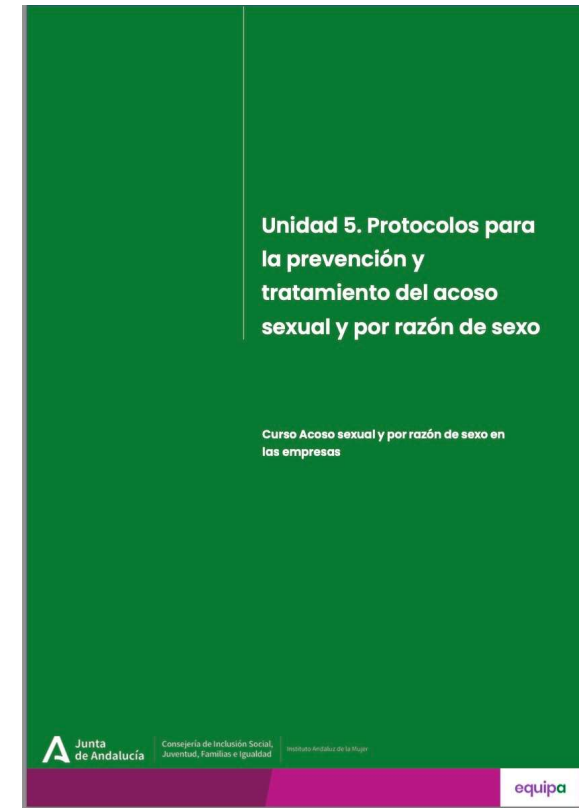 Unidad 5. Protocolos para
la prevención y
tratamiento del acoso
sexual y por razón de sexo
Curso Acoso sexual y por razón de sexo en
las empresas
Junta
de Andalucía
Consejería de Inclusión Social,
Juventud, Familias e Igualdad
Instituto Andaluz de la Mujer
equipa